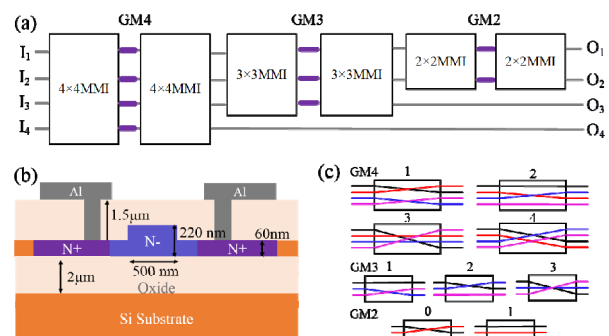 (a)
GM4
GM3
GM2
I1
I2
I3
I4
4×4MMI
4×4MMI
3×3MMI
3×3MMI
2×2MMI
2×2MMI
O1
O2
O3
O4
(b)
Al
Al
1.5μm
220 nm
60nm
N+
N-
N+
500 nm
2μm
Oxide
Si Substrate
(c)
GM4
1
2
3
4
GM3
1
2
3
GM2
0
1